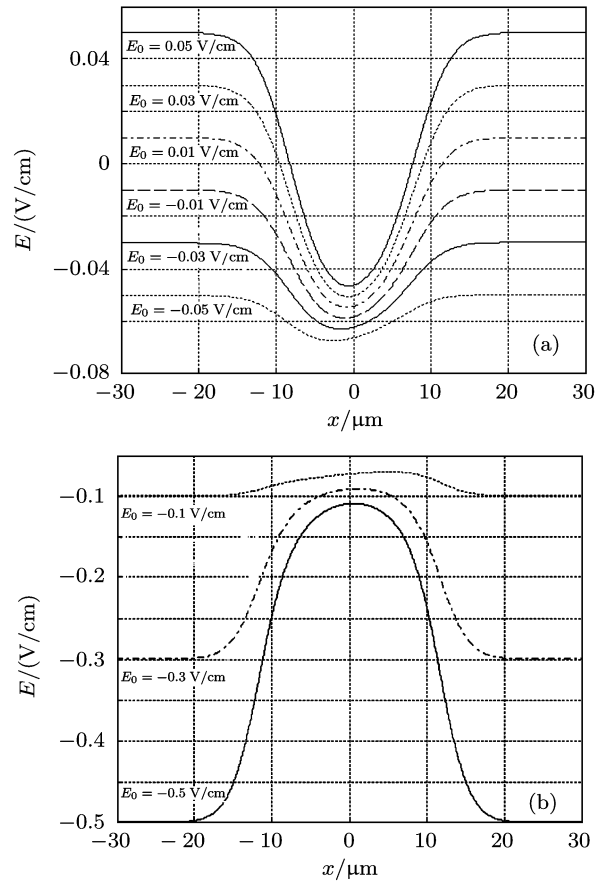 E₀ = 0.05 V/cm
0.04
E₀ = 0.03 V/cm
E₀ = 0.01 V/cm
0
E₀ = −0.01 V/cm
E₀ = −0.03 V/cm
−0.04
E₀ = −0.05 V/cm
(a)
−0.08
E/(V/cm)
−30 −20 −10 0 10 20 30
x/μm
−0.1
E₀ = −0.1 V/cm
−0.2
−0.3
E₀ = −0.3 V/cm
−0.4
E₀ = −0.5 V/cm
(b)
−0.5
E/(V/cm)
−30 −20 −10 0 10 20 30
x/μm